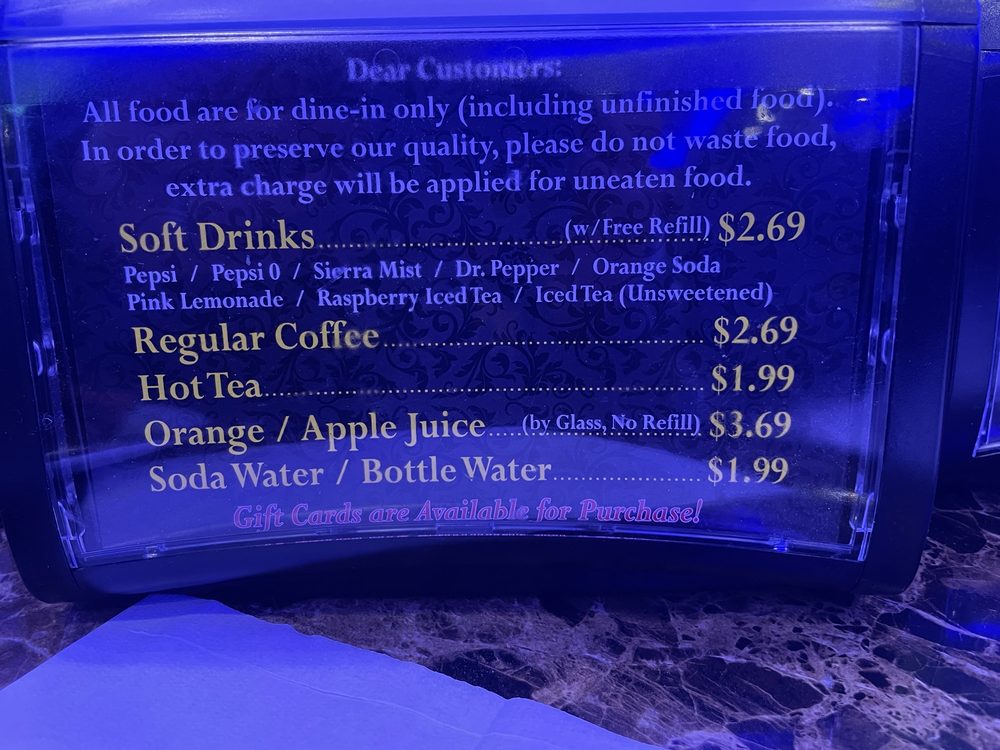 Dear Customers:
All food are for dine-in only (including unfinished food).
In order to preserve our quality, please do not waste food,
extra charge will be applied for uneaten food.
Soft Drinks........................................(w/Free Refill) $2.69
Pepsi / Pepsi 0 / Sierra Mist / Dr. Pepper / Orange Soda
Pink Lemonade / Raspberry Iced Tea / Iced Tea (Unsweetened)
Regular Coffee........................................ $2.69
Hot Tea........................................ $1.99
Orange / Apple Juice.....(by Glass, No Refill) $3.69
Soda Water / Bottle Water.................... $1.99
Gift Cards are Available for Purchase!